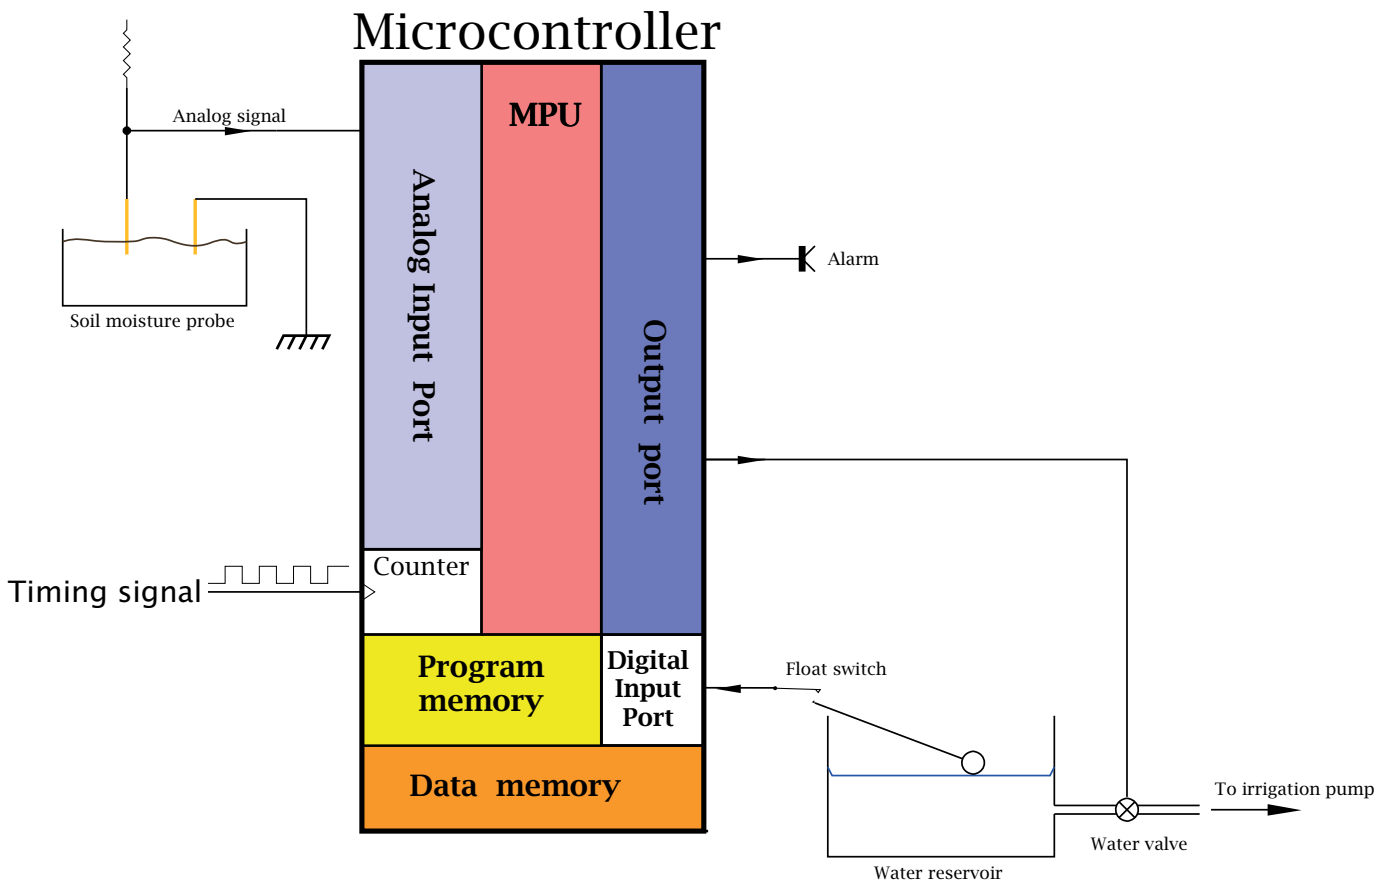 Microcontroller
Analog signal
MPU
Analog Input Port
Alarm
Soil moisture probe
Output port
Counter
Timing signal
Program
memory
Digital
Input
Port
Float switch
Data memory
To irrigation pump
Water valve
Water reservoir